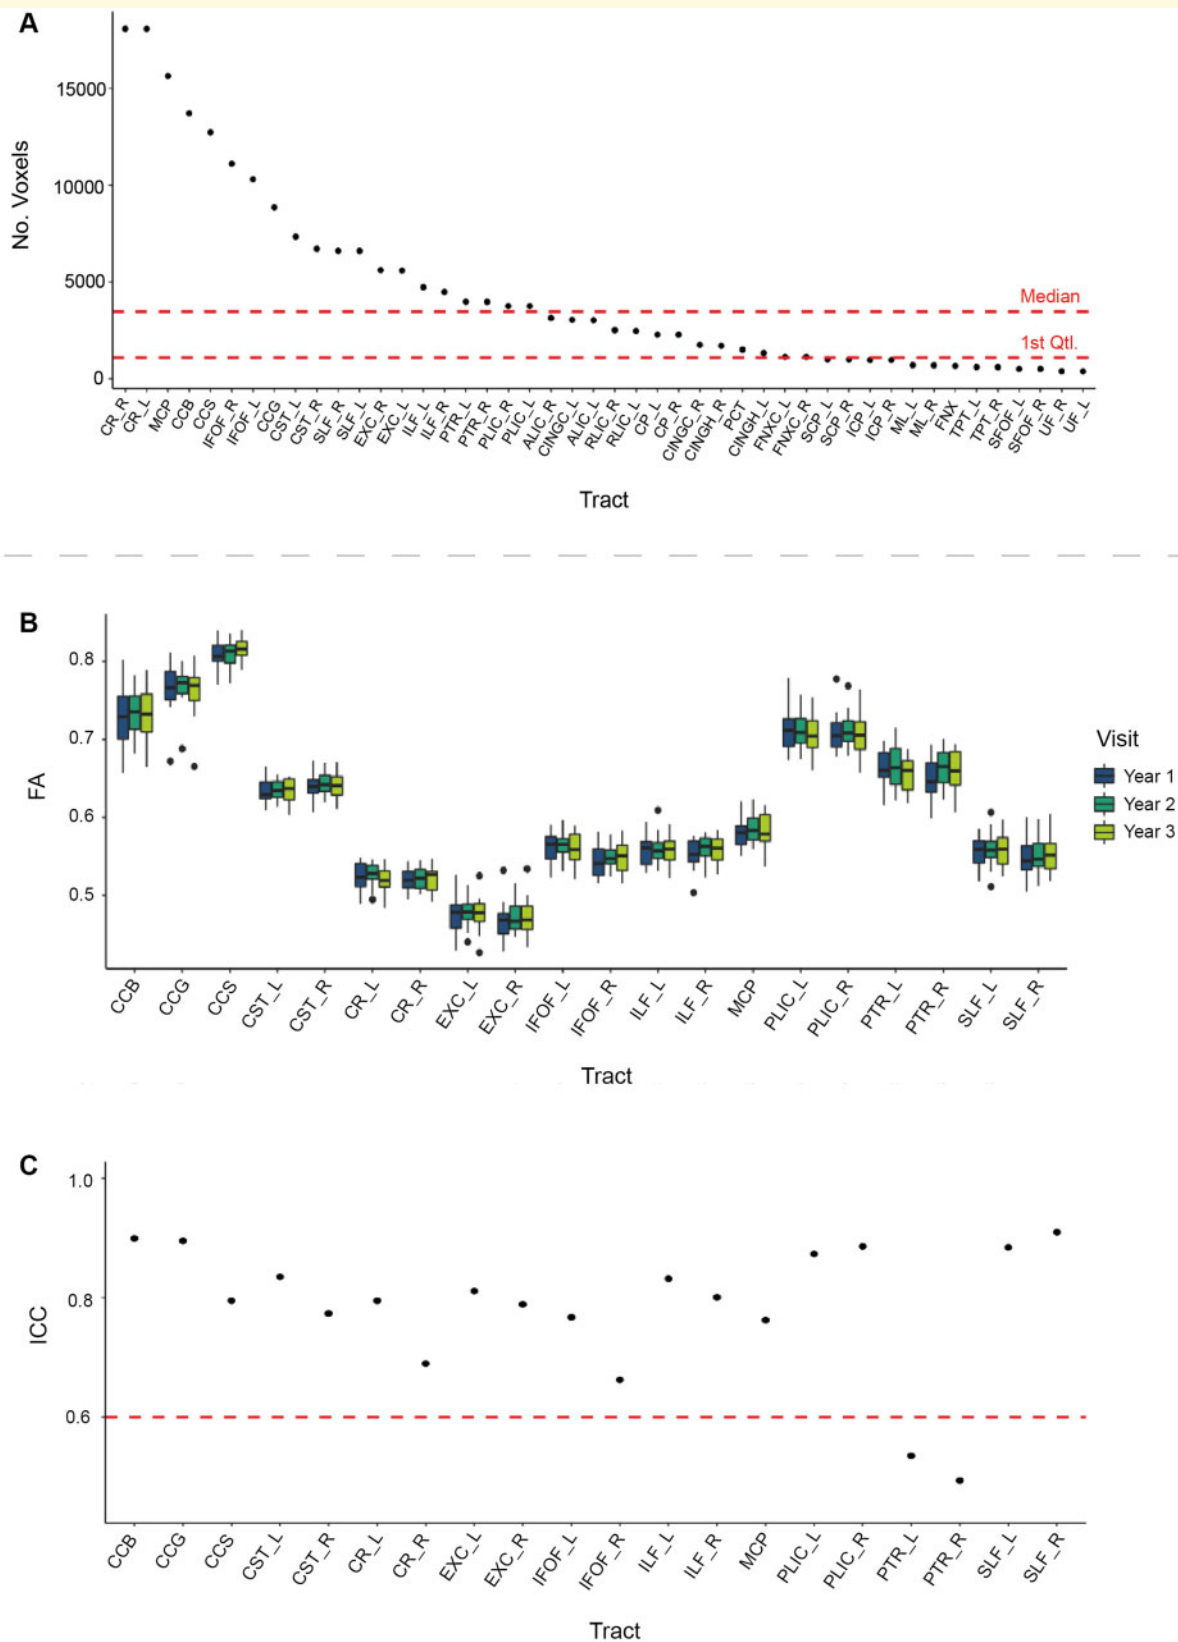 A
No. Voxels
15000
10000
5000
0
Median
1st Qtl.
CR_R CR_L MCP CCB CCS IFOF_R IFOF_L CCG CST_L CST_R SLF_R SLF_L EXC_R EXC_L ILF_L ILF_R PTR_L PTR_R PLIC_R PLIC_L ALIC_R CINGC_L ALIC_L RLIC_R RLIC_L CP_L CP_R CINGC_R CINGH_R PCT CINGH_L FNXC_L FNXC_R SCP_L SCP_R ICP_L ICP_R ML_L ML_R FNX TPT_L TPT_R SFOF_L SFOF_R UF_R UF_L
Tract
B
FA
0.8
0.7
0.6
0.5
Visit
Year 1
Year 2
Year 3
CCB CCG CCS CST_L CST_R CR_L CR_R EXC_L EXC_R IFOF_L IFOF_R ILF_L ILF_R MCP PLIC_L PLIC_R PTR_L PTR_R SLF_L SLF_R
Tract
C
ICC
1.0
0.8
0.6
CCB CCG CCS CST_L CST_R CR_L CR_R EXC_L EXC_R IFOF_L IFOF_R ILF_L ILF_R MCP PLIC_L PLIC_R PTR_L PTR_R SLF_L SLF_R
Tract